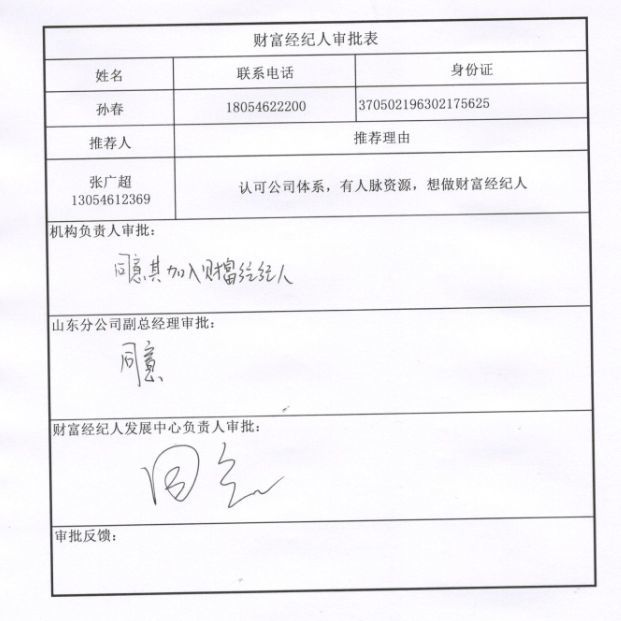 财富经纪人审批表
姓名 联系电话 身份证
孙春 18054622200 370502196302175625
推荐人 推荐理由
张广超
13054612369
认可公司体系，有人脉资源，想做财富经纪人
机构负责人审批：
同意其加入财富经纪人
山东分公司副总经理审批：
同意
财富经纪人发展中心负责人审批：
同意
审批反馈：